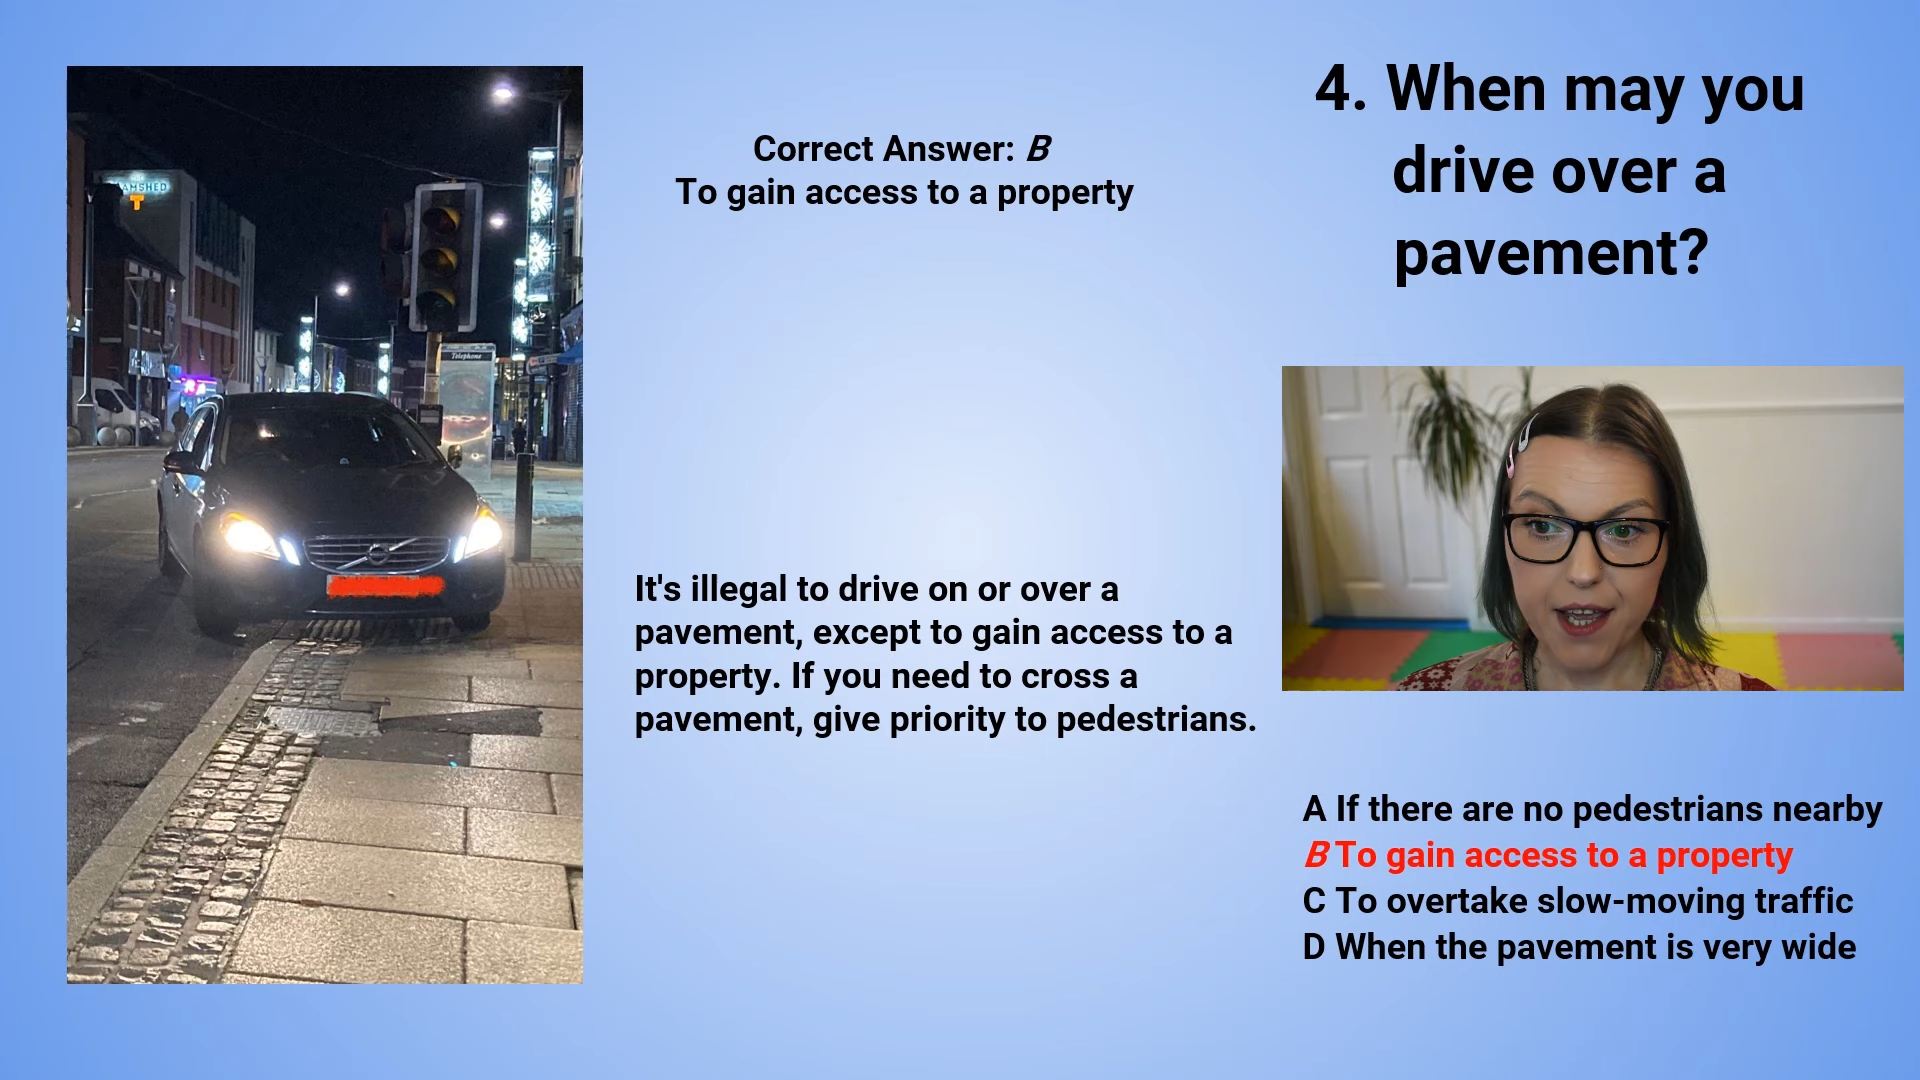 4. When may you
drive over a
pavement?
Correct Answer: B
To gain access to a property
It's illegal to drive on or over a
pavement, except to gain access to a
property. If you need to cross a
pavement, give priority to pedestrians.
A If there are no pedestrians nearby
B To gain access to a property
C To overtake slow-moving traffic
D When the pavement is very wide
Telephone